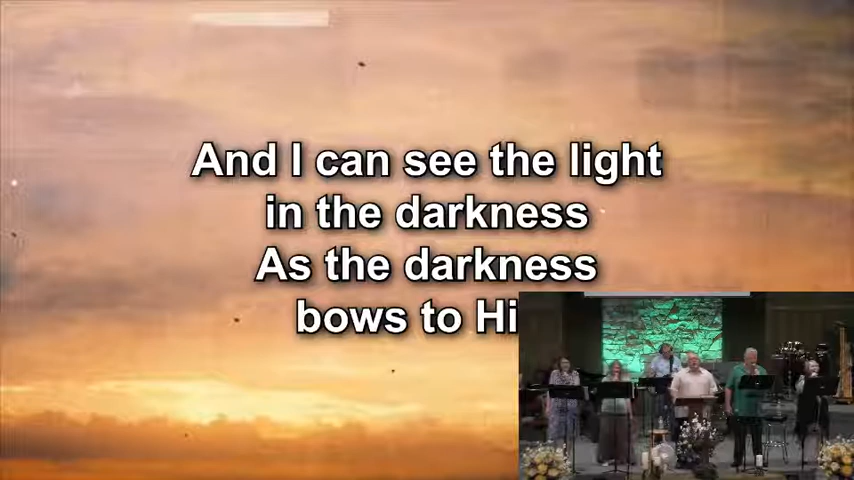 And I can see the light
in the darkness
As the darkness
bows to Hi